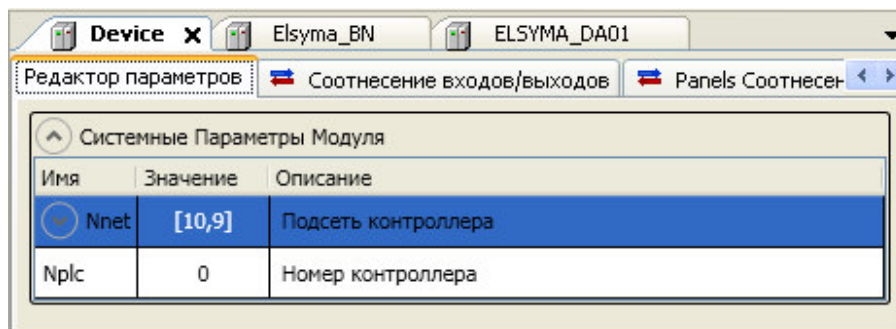 Device Elsyma_BN ELSYMA_DA01
Редактор параметров Соотнесение входов/выходов Panels Соотнесен
Системные Параметры Модуля
Имя Значение Описание
Nnet [10,9] Подсеть контроллера
Nplc 0 Номер контроллера